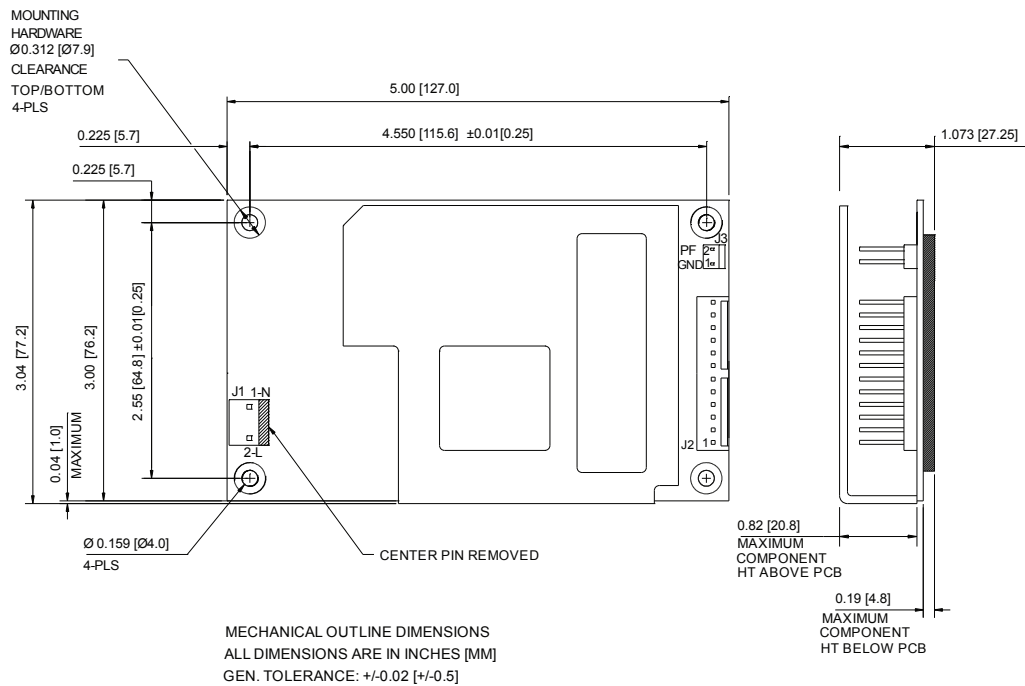 MOUNTING
HARDWARE
Ø0.312 [Ø7.9]
CLEARANCE
TOP/BOTTOM
4-PLS
5.00 [127.0]
0.225 [5.7]
4.550 [115.6] ±0.01[0.25]
1.073 [27.25]
0.225 [5.7]
J3
PF 2
GND 1
3.04 [77.2]
3.00 [76.2]
2.55 [64.8] ±0.01[0.25]
J1 1-N
2-L
J2 1
0.04 [1.0]
MAXIMUM
Ø 0.159 [Ø4.0]
4-PLS
CENTER PIN REMOVED
0.82 [20.8]
MAXIMUM
COMPONENT
HT ABOVE PCB
0.19 [4.8]
MAXIMUM
COMPONENT
HT BELOW PCB
MECHANICAL OUTLINE DIMENSIONS
ALL DIMENSIONS ARE IN INCHES [MM]
GEN. TOLERANCE: +/-0.02 [+/-0.5]